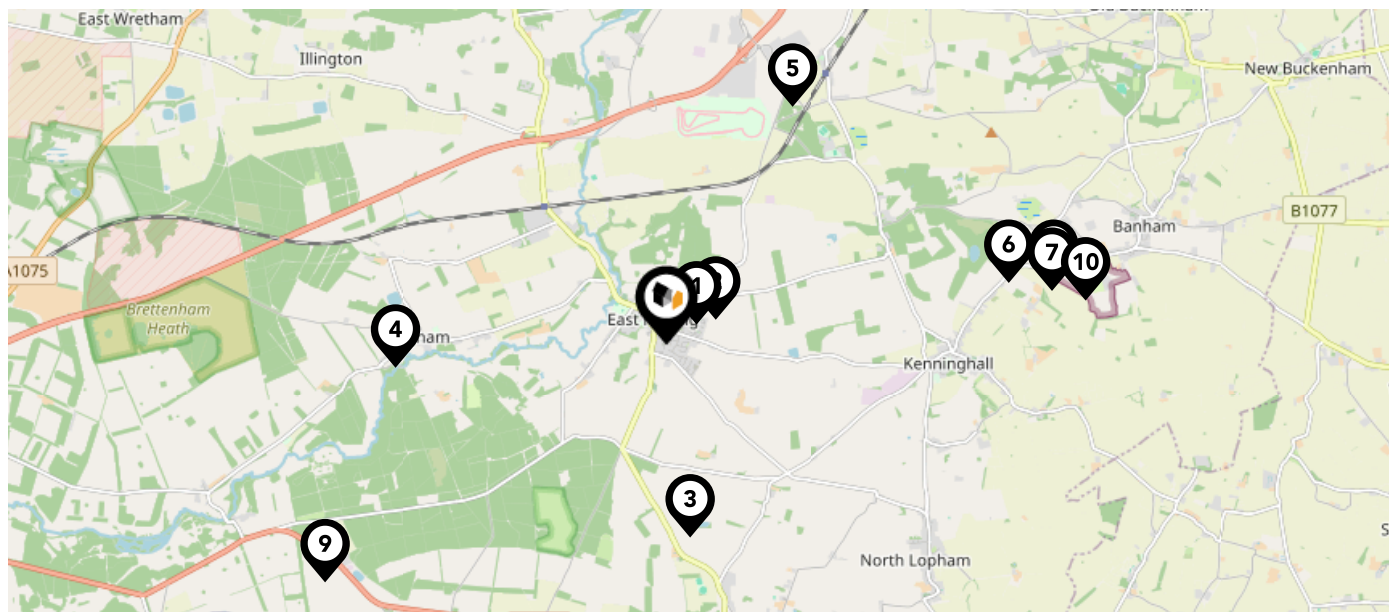 East Wretham
Illington
5
New Buckenham
B1077
Banham
6
7
10
A1075
Brettenham
Heath
1
East
4
Kenninghall
3
North Lopham
9